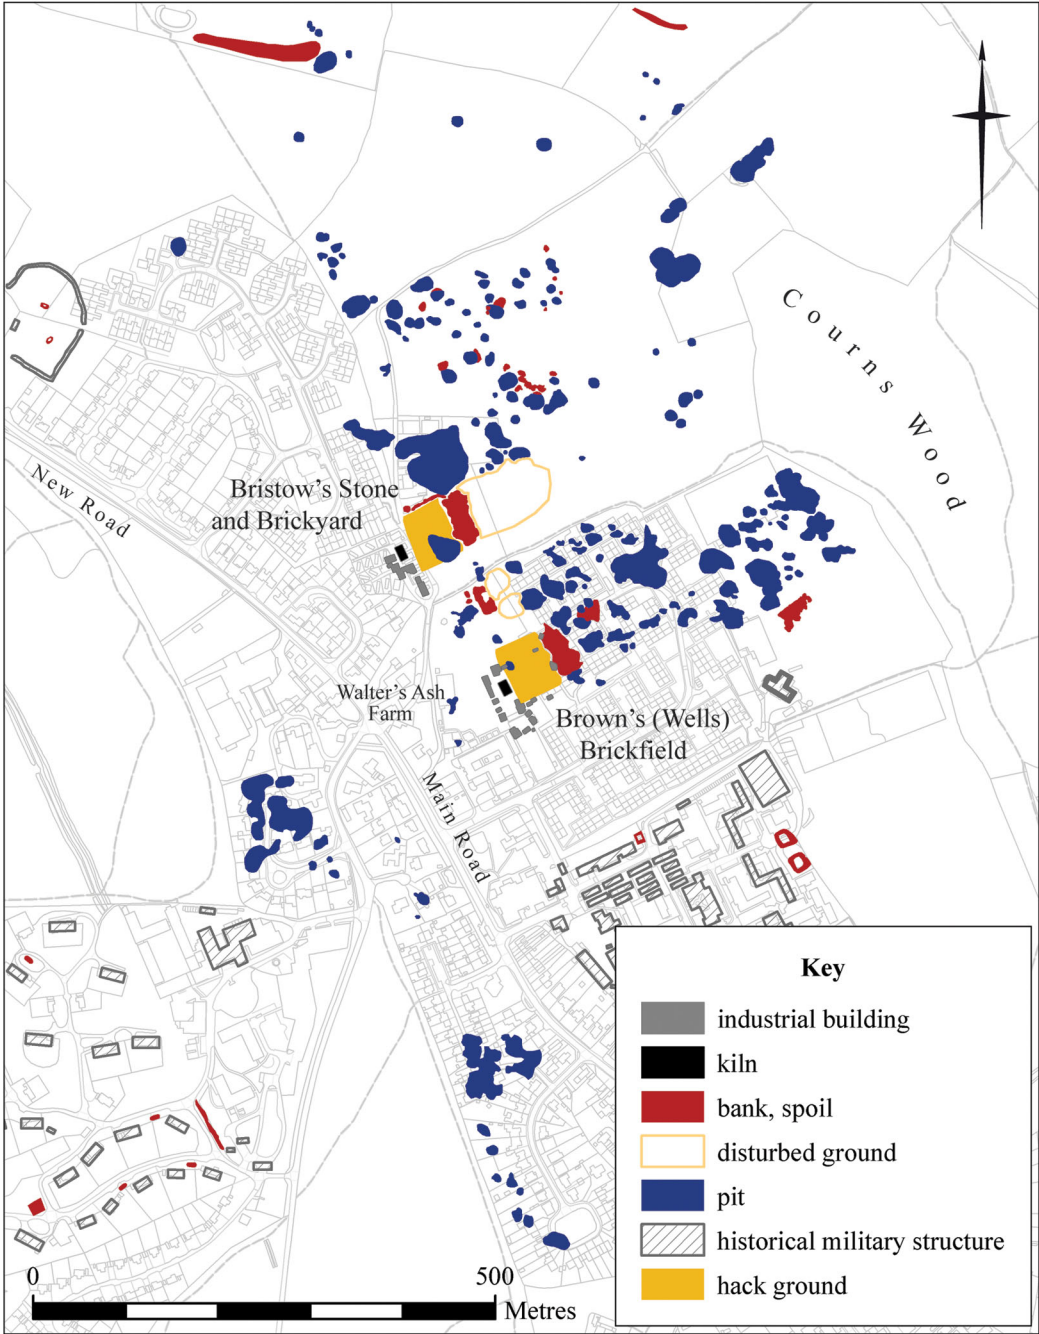 Courns Wood
New Road
Bristow's Stone
and Brickyard
Walter's Ash
Farm
Brown's (Wells)
Brickfield
Main Road
Key
industrial building
kiln
bank, spoil
disturbed ground
pit
historical military structure
hack ground
0 500
Metres